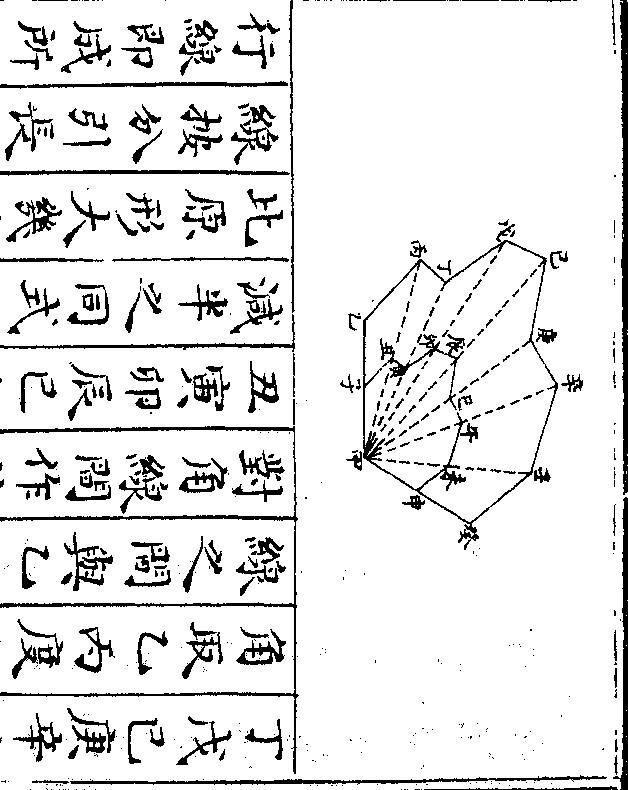 丁戊己庚辛
角取乙丙度
線之間與乙
對角線間作
丑寅卯辰巳
減半之同式
比原形大幾
線按分引長
行線即成所
甲
乙
丙
丁
戊
己
庚
辛
壬
癸
子
丑
寅
卯
辰
巳
午
未
申